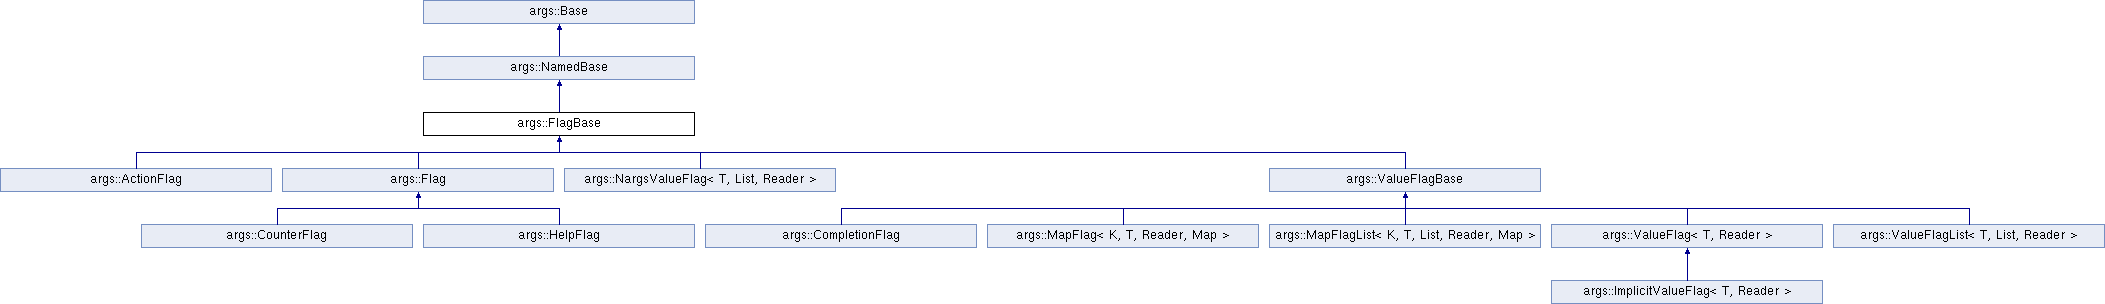 args::Base
args::NamedBase
args::FlagBase
args::ActionFlag
args::Flag
args::NargsValueFlag< T, List, Reader >
args::ValueFlagBase
args::CounterFlag
args::HelpFlag
args::CompletionFlag
args::MapFlag< K, T, Reader, Map >
args::MapFlagList< K, T, List, Reader, Map >
args::ValueFlag< T, Reader >
args::ValueFlagList< T, List, Reader >
args::ImplicitValueFlag< T, Reader >